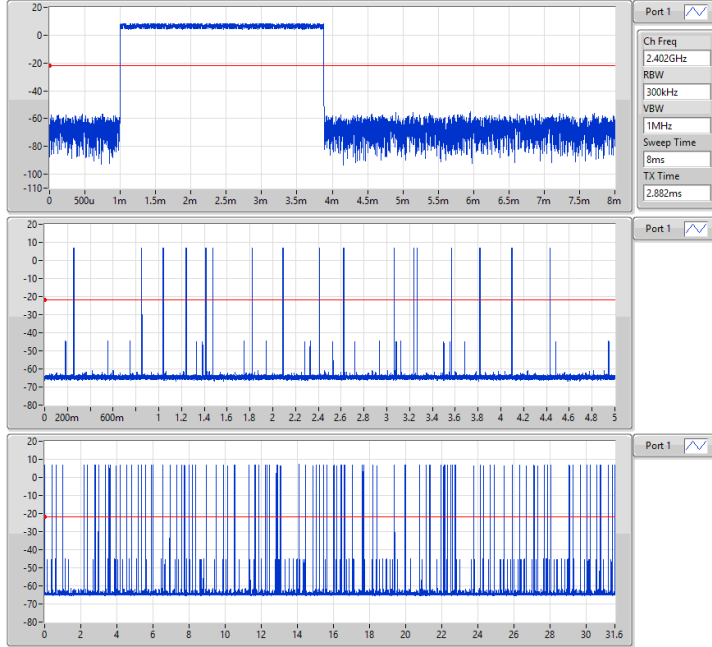 Port 1
20-
0-
-20-
-40-
-60-
-80-
-100-
-110-
0 500u 1m 1.5m 2m 2.5m 3m 3.5m 4m 4.5m 5m 5.5m 6m 6.5m 7m 7.5m 8m
Ch Freq
2.402GHz
RBW
300kHz
VBW
1MHz
Sweep Time
8ms
TX Time
2.882ms
Port 1
20-
10-
0-
-10-
-20-
-30-
-40-
-50-
-60-
-70-
-80-
0 200m 600m 1 1.2 1.4 1.6 1.8 2 2.2 2.4 2.6 2.8 3 3.2 3.4 3.6 3.8 4 4.2 4.4 4.6 4.8 5
Port 1
20-
10-
0-
-10-
-20-
-30-
-40-
-50-
-60-
-70-
-80-
0 2 4 6 8 10 12 14 16 18 20 22 24 26 28 30 31.6